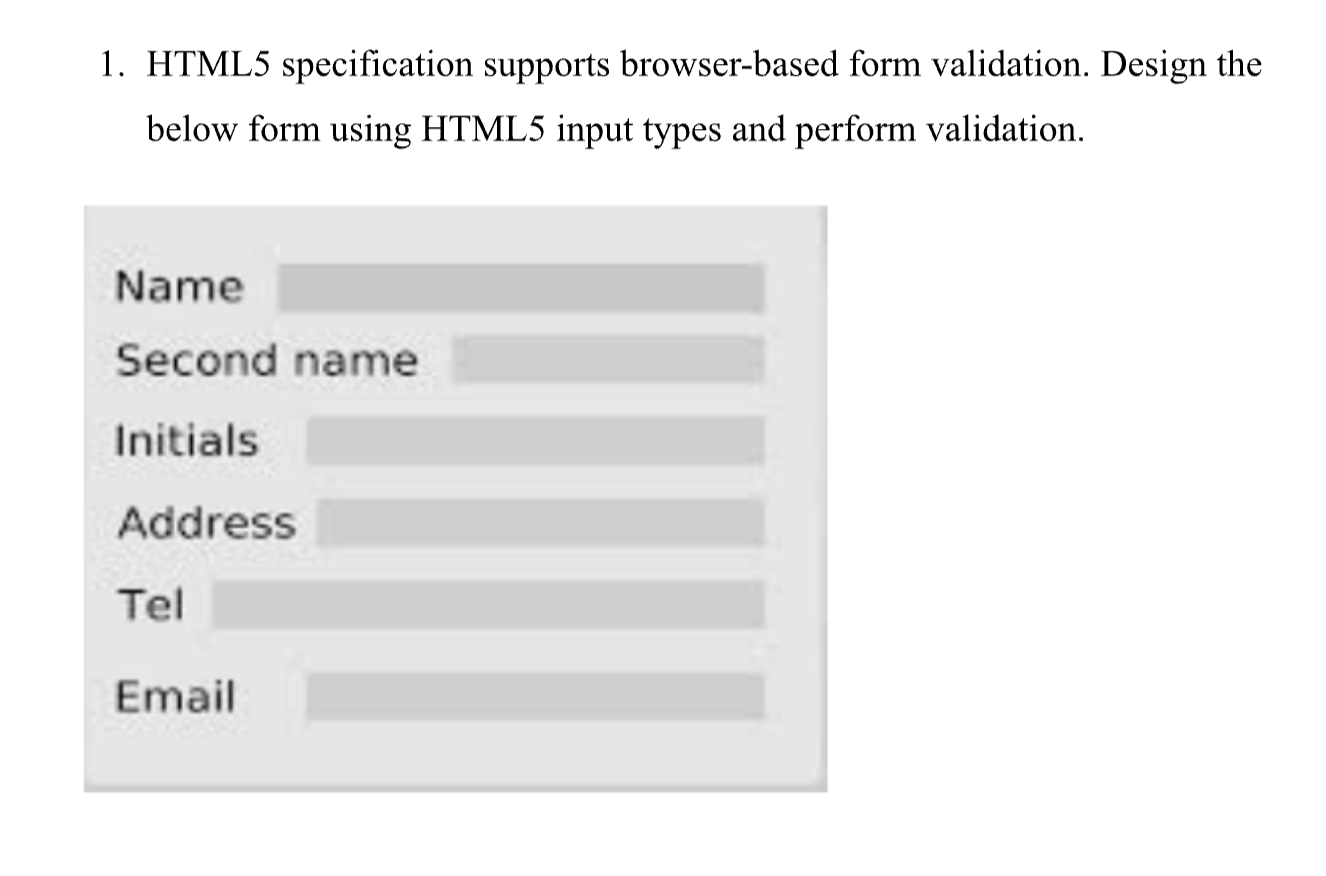 1. HTML5 specification supports browser-based form validation. Design the
below form using HTML5 input types and perform validation.
Name
Second name
Initials
Address
Tel
Email